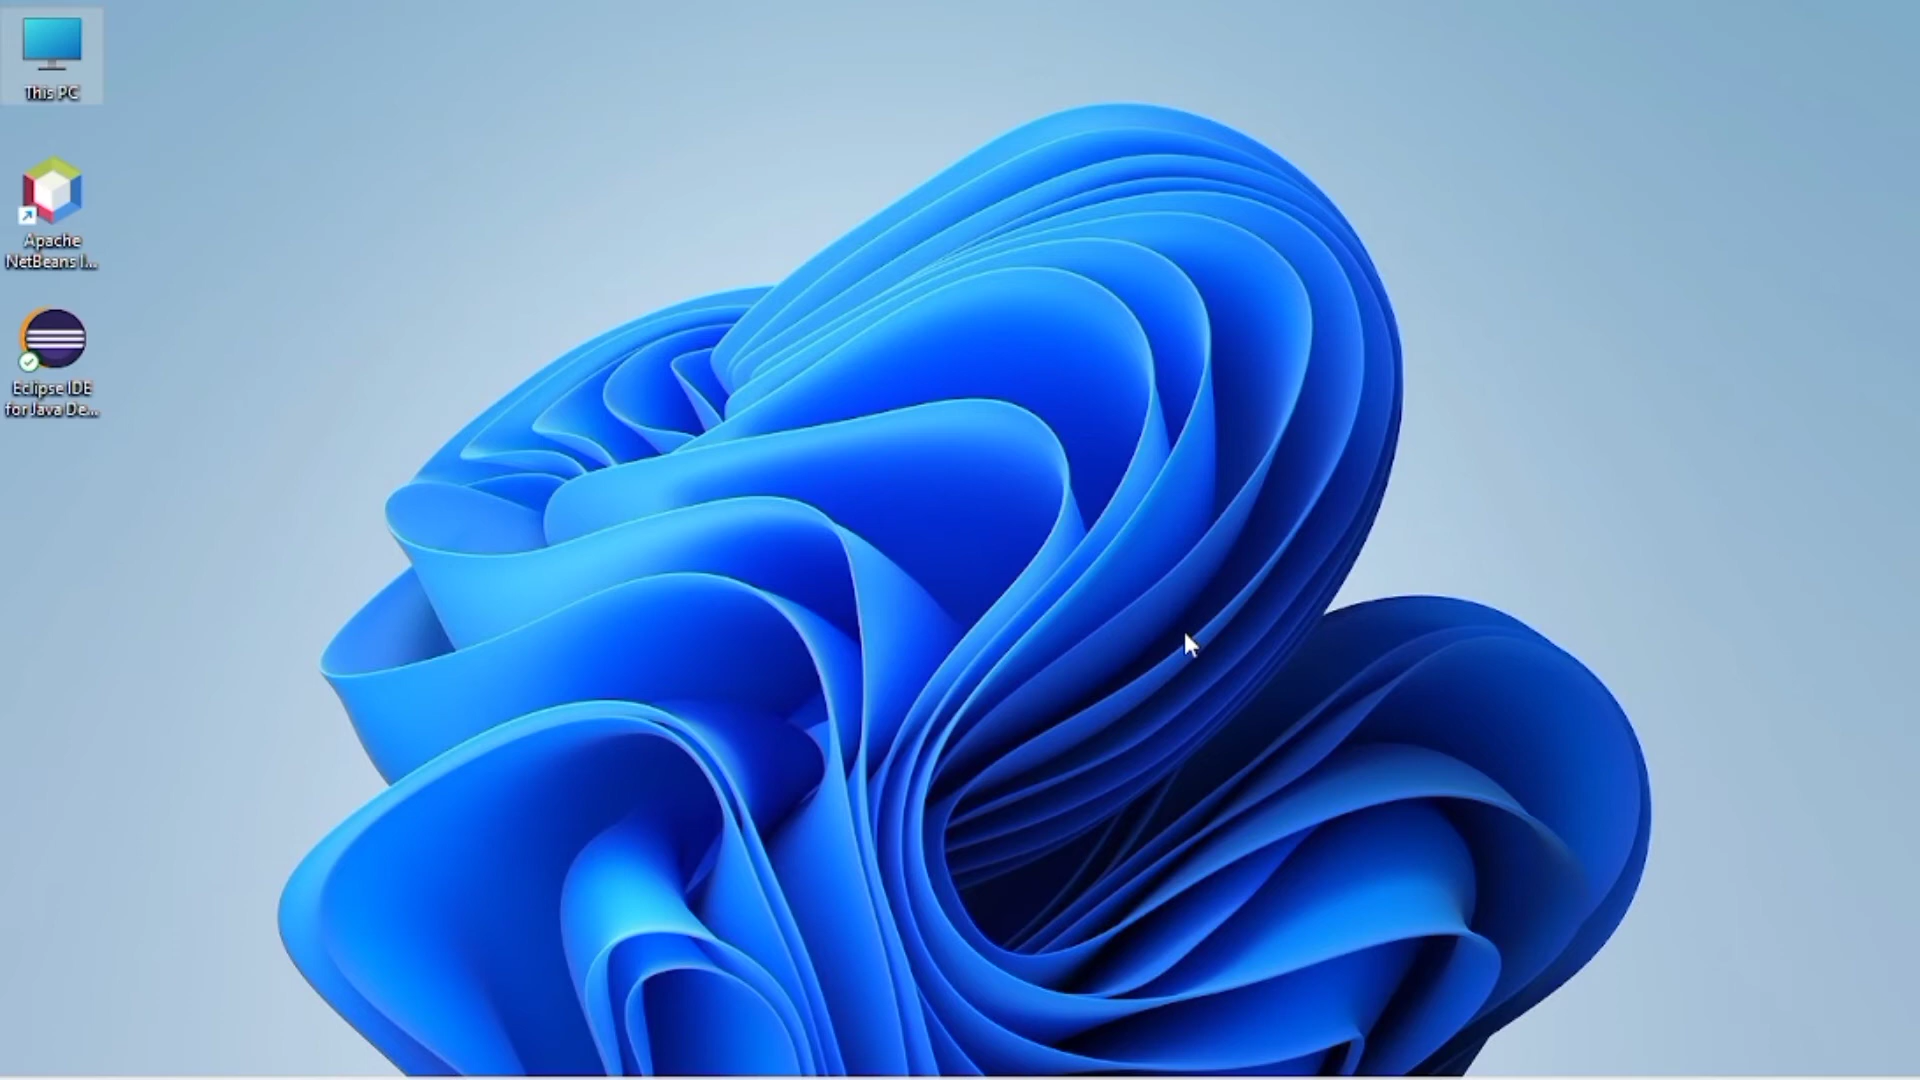 This PC
Apache
NetBeans I...
Eclipse IDE
for Java De...